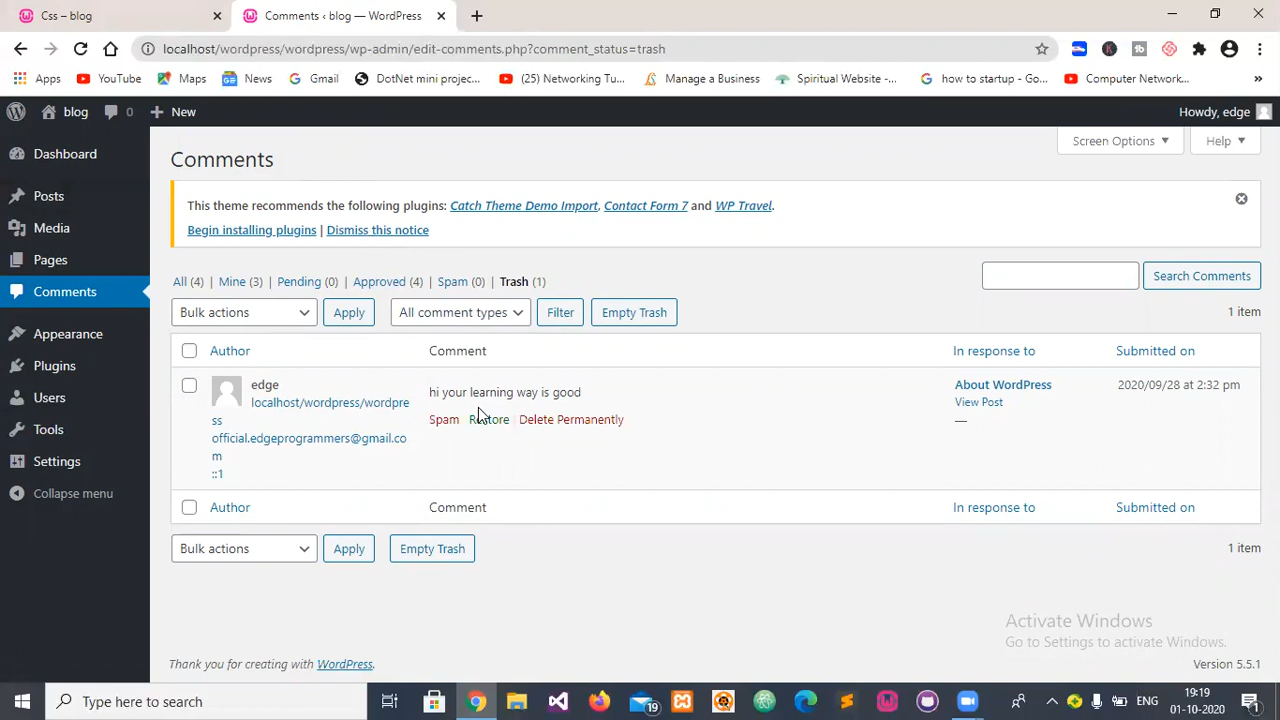 Css – blog
Comments ‹ blog — WordPress
localhost/wordpress/wordpress/wp-admin/edit-comments.php?comment_status=trash
Apps
YouTube
Maps
News
Gmail
DotNet mini projec...
(25) Networking Tu...
Manage a Business
Spiritual Website -...
how to startup - Go...
Computer Network...
blog
0
New
Howdy, edge
Dashboard
Posts
Media
Pages
Comments
Appearance
Plugins
Users
Tools
Settings
Collapse menu
Screen Options
Help
Comments
This theme recommends the following plugins: Catch Theme Demo Import, Contact Form 7 and WP Travel.
Begin installing plugins | Dismiss this notice
All (4) | Mine (3) | Pending (0) | Approved (4) | Spam (0) | Trash (1)
Search Comments
Bulk actions
Apply
All comment types
Filter
Empty Trash
1 item
Author
Comment
In response to
Submitted on
edge
localhost/wordpress/wordpre
ss
official.edgeprogrammers@gmail.co
m
::1
hi your learning way is good
Spam | Restore | Delete Permanently
About WordPress
View Post
—
2020/09/28 at 2:32 pm
Author
Comment
In response to
Submitted on
Bulk actions
Apply
Empty Trash
1 item
Activate Windows
Go to Settings to activate Windows.
Thank you for creating with WordPress.
Version 5.5.1
Type here to search
19
ENG
19:19
01-10-2020
1